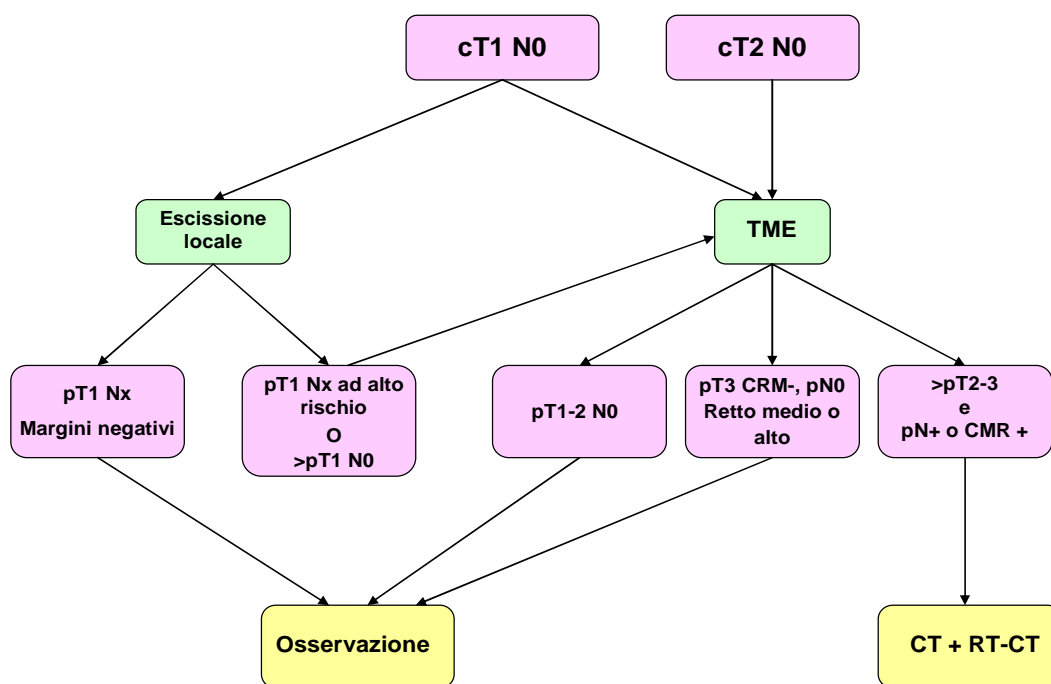 cT1 N0
cT2 N0
Escissione
locale
TME
pT1 Nx
Margini negativi
pT1 Nx ad alto
rischio
O
>pT1 N0
pT1-2 N0
pT3 CRM-, pN0
Retto medio o
alto
>pT2-3
e
pN+ o CMR +
Osservazione
CT + RT-CT